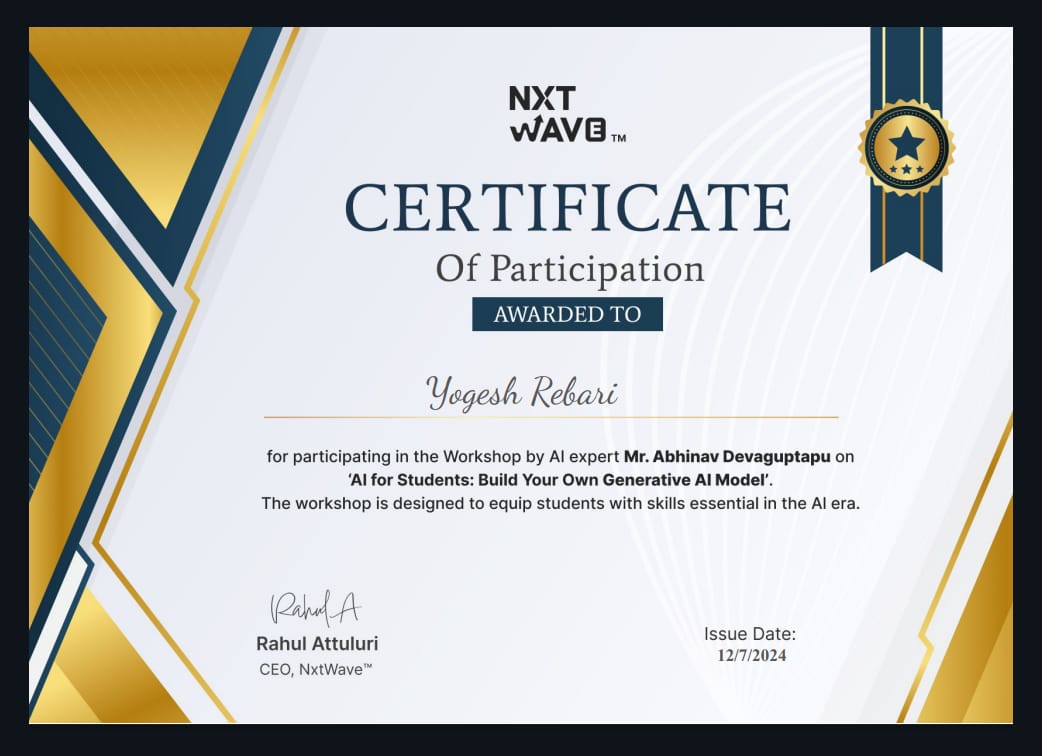 NXT
WAVE™
CERTIFICATE
Of Participation
AWARDED TO
Yogesh Rebari
for participating in the Workshop by AI expert Mr. Abhinav Devaguptapu on
‘AI for Students: Build Your Own Generative AI Model’.
The workshop is designed to equip students with skills essential in the AI era.
Rahul A
Rahul Attuluri
CEO, NxtWave™
Issue Date:
12/7/2024